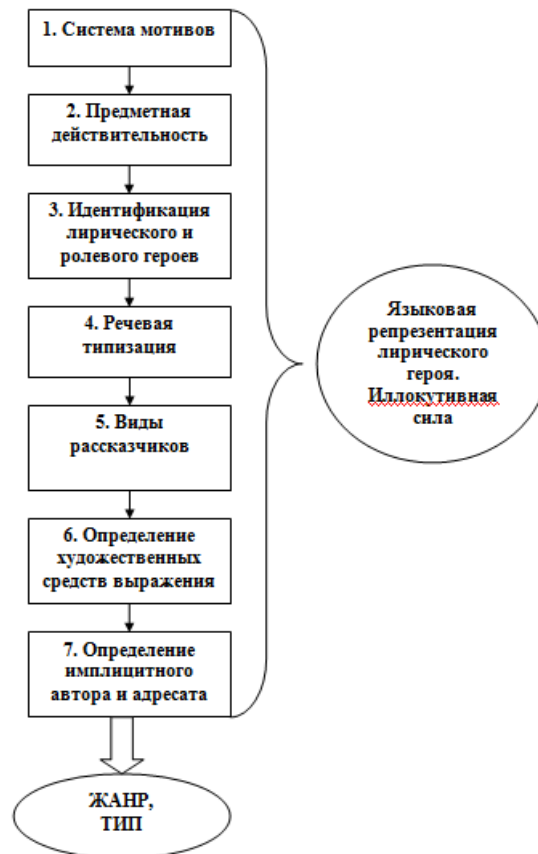 1. Система мотивов
2. Предметная
действительность
3. Идентификация
лирического и
ролевого героев
4. Речевая
типизация
5. Виды
рассказчиков
6. Определение
художественных
средств выражения
7. Определение
имплицитного
автора и адресата
ЖАНР,
ТИП
Языковая
репрезентация
лирического
героя.
Иллокутивная
сила